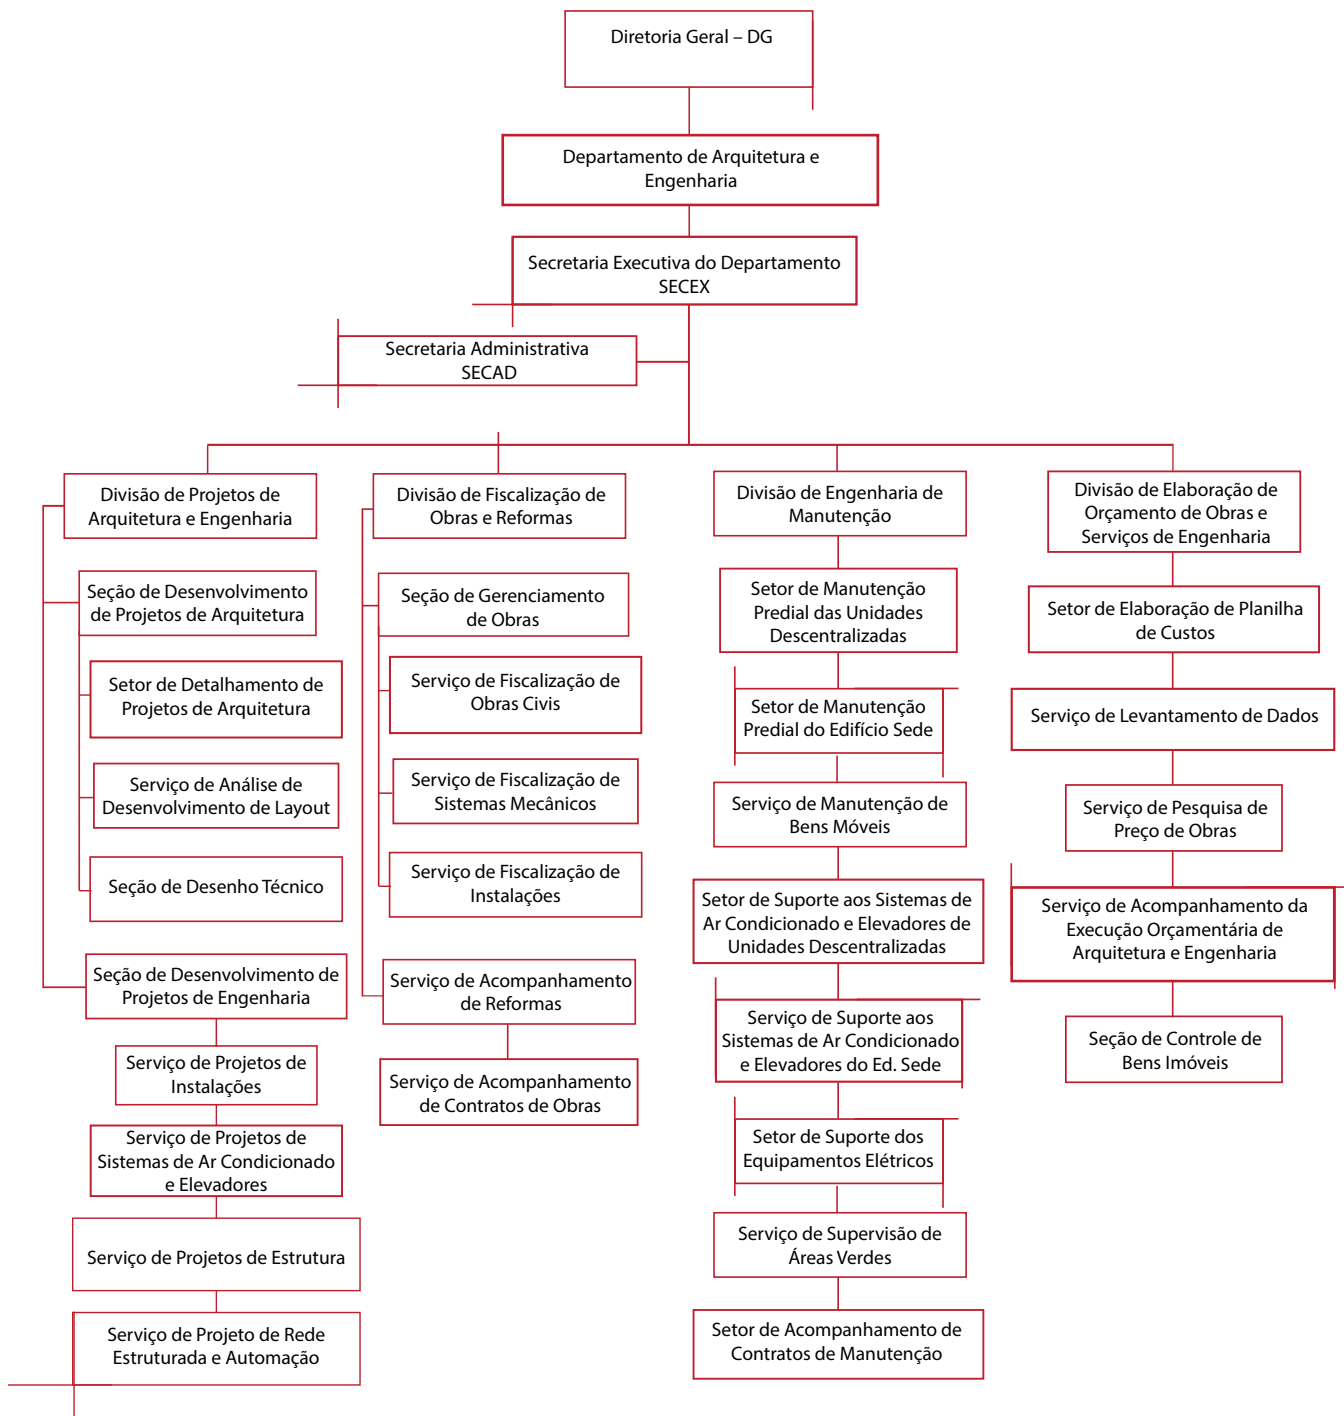 Diretoria Geral – DG
Departamento de Arquitetura e
Engenharia
Secretaria Executiva do Departamento
SECEX
Secretaria Administrativa
SECAD
Divisão de Projetos de
Arquitetura e Engenharia
Seção de Desenvolvimento
de Projetos de Arquitetura
Setor de Detalhamento de
Projetos de Arquitetura
Serviço de Análise de
Desenvolvimento de Layout
Seção de Desenho Técnico
Seção de Desenvolvimento de
Projetos de Engenharia
Serviço de Projetos de
Instalações
Serviço de Projetos de
Sistemas de Ar Condicionado
e Elevadores
Serviço de Projetos de Estrutura
Serviço de Projeto de Rede
Estruturada e Automação
Divisão de Fiscalização de
Obras e Reformas
Seção de Gerenciamento
de Obras
Serviço de Fiscalização de
Obras Civis
Serviço de Fiscalização de
Sistemas Mecânicos
Serviço de Fiscalização de
Instalações
Serviço de Acompanhamento
de Reformas
Serviço de Acompanhamento
de Contratos de Obras
Divisão de Engenharia de
Manutenção
Setor de Manutenção
Predial das Unidades
Descentralizadas
Setor de Manutenção
Predial do Edifício Sede
Serviço de Manutenção de
Bens Móveis
Setor de Suporte aos Sistemas de
Ar Condicionado e Elevadores de
Unidades Descentralizadas
Serviço de Suporte aos
Sistemas de Ar Condicionado
e Elevadores do Ed. Sede
Setor de Suporte dos
Equipamentos Elétricos
Serviço de Supervisão de
Áreas Verdes
Setor de Acompanhamento de
Contratos de Manutenção
Divisão de Elaboração de
Orçamento de Obras e
Serviços de Engenharia
Setor de Elaboração de Planilha
de Custos
Serviço de Levantamento de Dados
Serviço de Pesquisa de
Preço de Obras
Serviço de Acompanhamento da
Execução Orçamentária de
Arquitetura e Engenharia
Seção de Controle de
Bens Imóveis